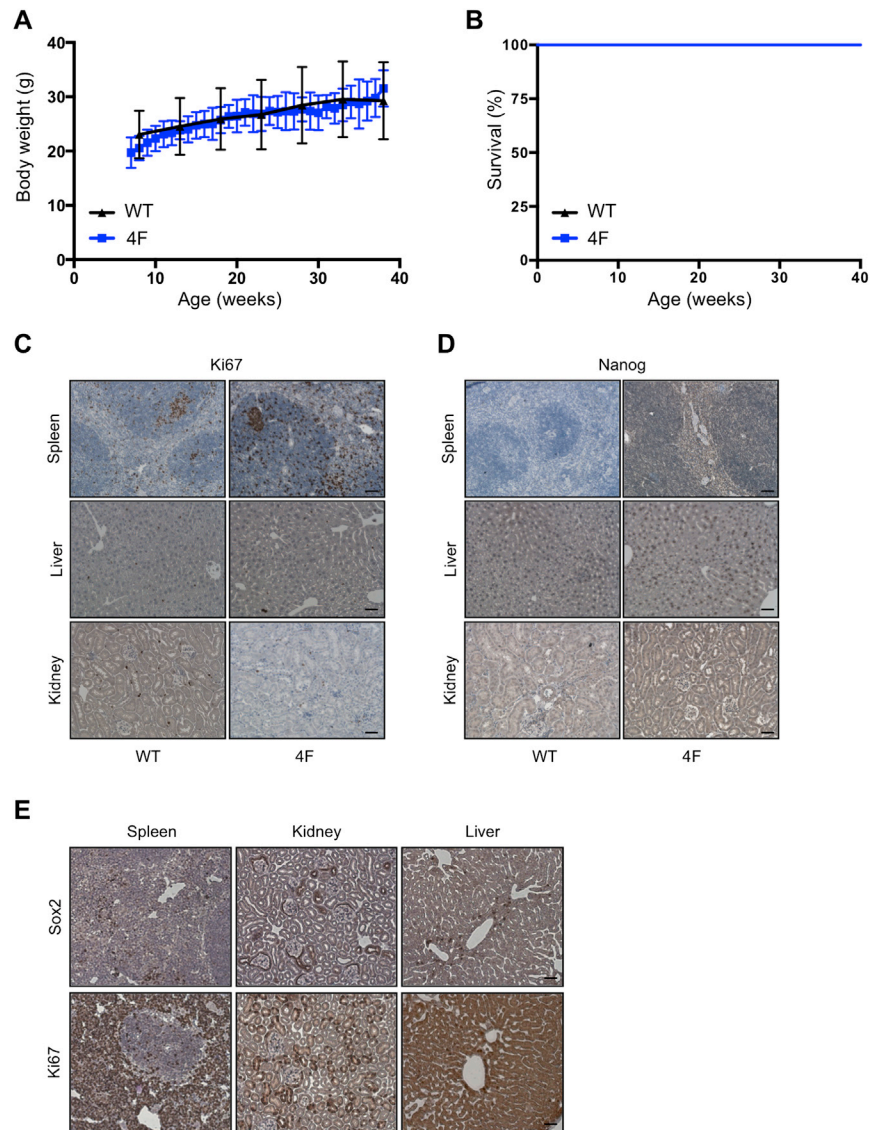 A
B
40
30
20
10
0
Body weight (g)
WT
4F
0
10
20
30
40
Age (weeks)
100
75
50
25
0
Survival (%)
WT
4F
0
10
20
30
40
Age (weeks)
C
D
Ki67
Nanog
Spleen
Liver
Kidney
WT
4F
Spleen
Liver
Kidney
WT
4F
E
Spleen
Kidney
Liver
Sox2
Ki67